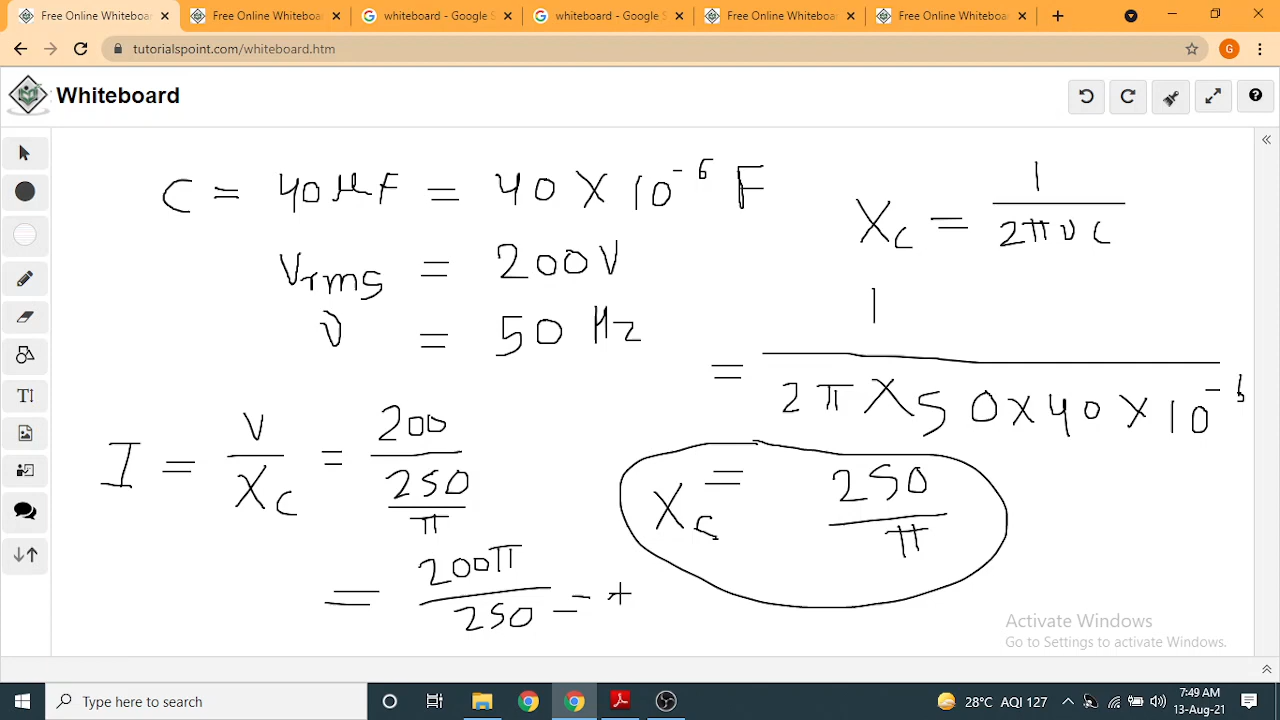 Free Online Whiteboa
Free Online Whiteboa
whiteboard - Google S
whiteboard - Google S
Free Online Whiteboa
Free Online Whiteboa
tutorialspoint.com/whiteboard.htm
G
Whiteboard
C = 40μF = 40 X 10⁻⁶ F
Vrms = 200V
ν = 50 Hz
Xc = 1/(2πνC)
= 1/(2π X 50 X 40 X 10⁻⁶)
I = V/Xc = 200/(250/π)
Xc = 250/π
= 200π/250 =
Activate Windows
Go to Settings to activate Windows.
Type here to search
28°C AQI 127
7:49 AM
13-Aug-21